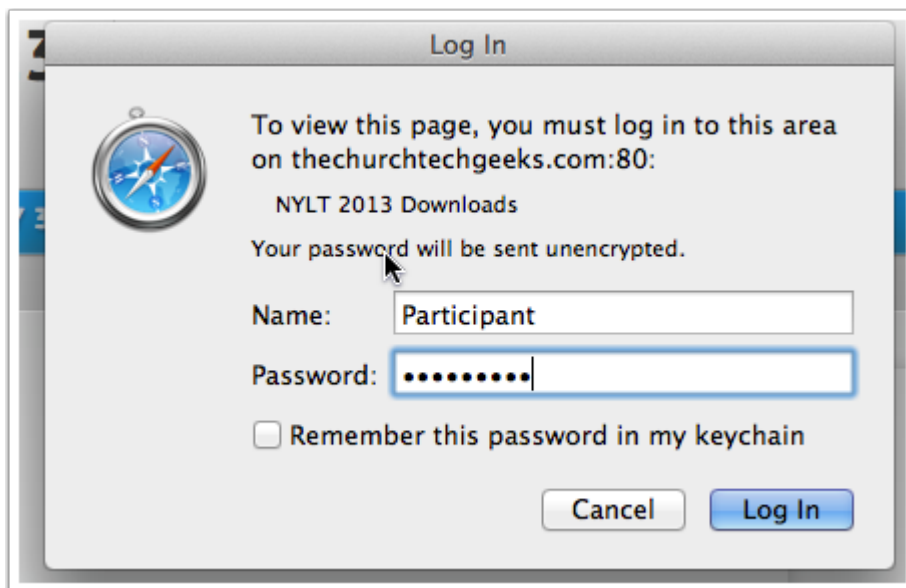 Log In
To view this page, you must log in to this area
on thechurchtechgeeks.com:80:
NYLT 2013 Downloads
Your password will be sent unencrypted.
Name: Participant
Password: •••••••••
Remember this password in my keychain
Cancel Log In